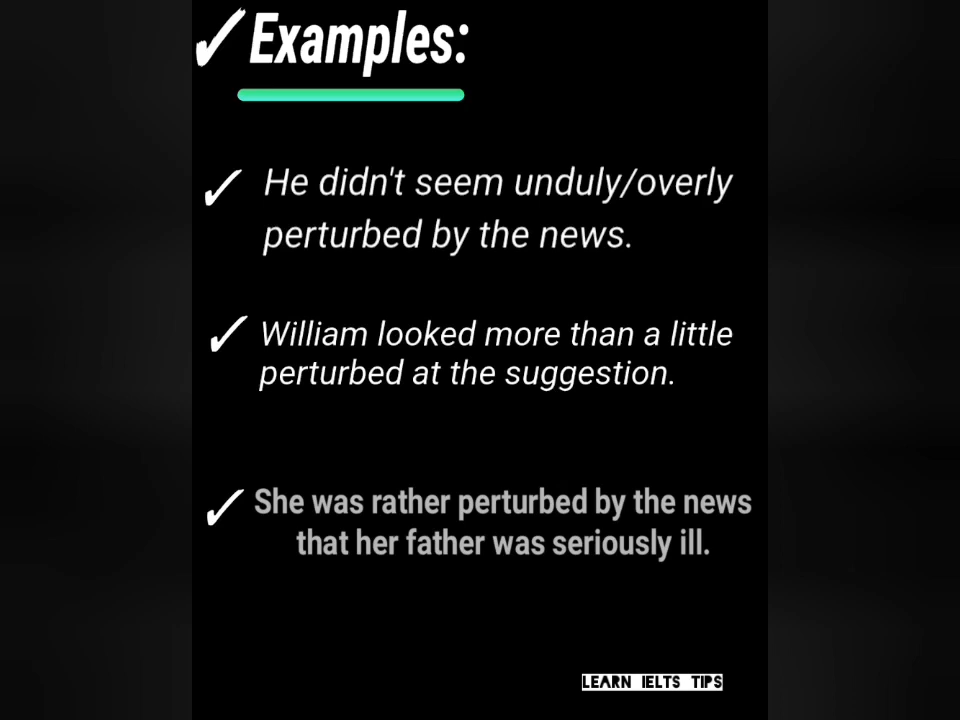 Examples:
He didn't seem unduly/overly
perturbed by the news.
William looked more than a little
perturbed at the suggestion.
She was rather perturbed by the news
that her father was seriously ill.
LEARN IELTS TIPS